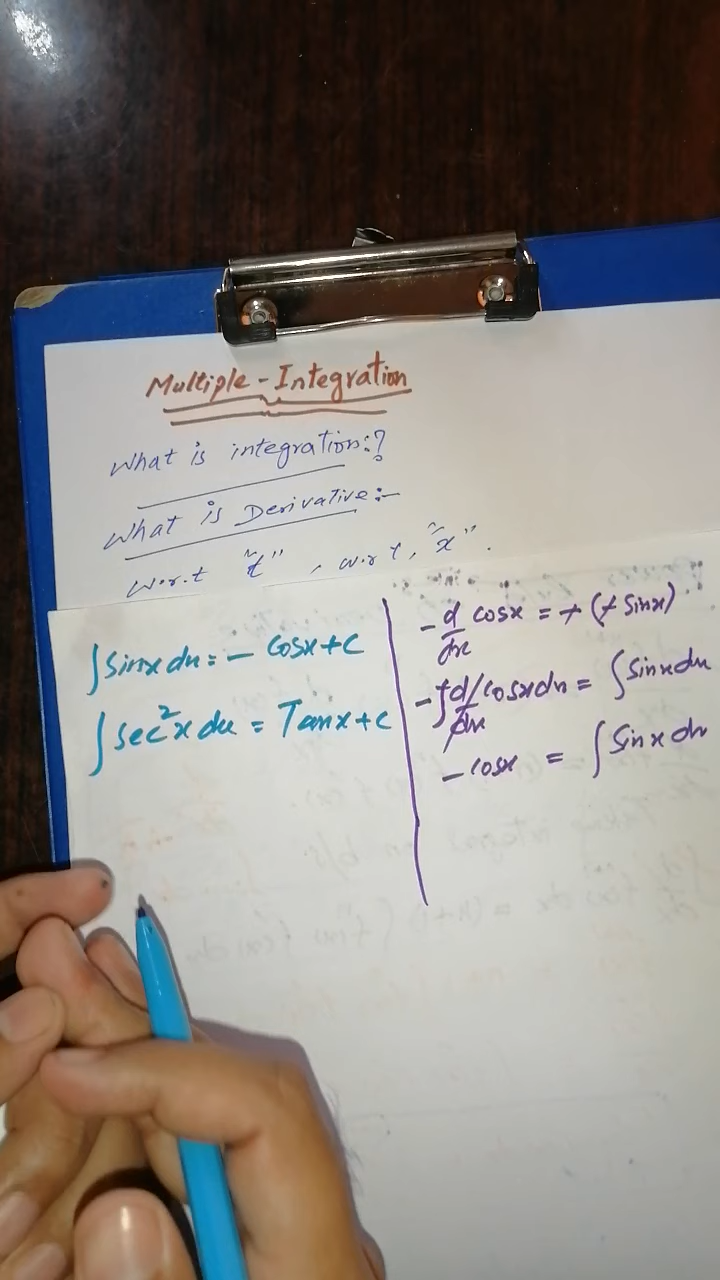 Multiple-Integration
What is integration:?
What is Derivative:-
w.r.t "t" , w.r.t, "x".
∫sinx dx = - cosx + c
∫sec²x dx = Tanx + c
-d/dx cosx = + (+ sinx)
-∫d/dx cosx dx = ∫sinx dx
- cosx = ∫sinx dx